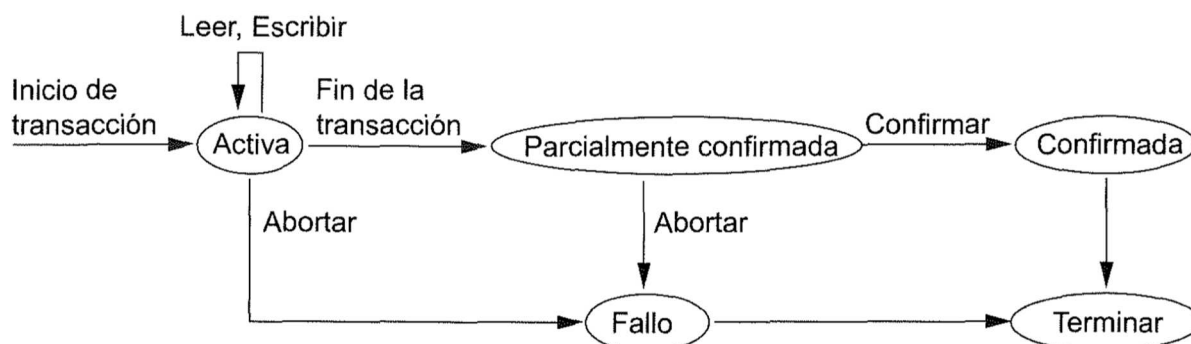 Leer, Escribir
Inicio de
transacción
Fin de la
transacción
Activa
Parcialmente confirmada
Confirmar
Confirmada
Abortar
Abortar
Fallo
Terminar